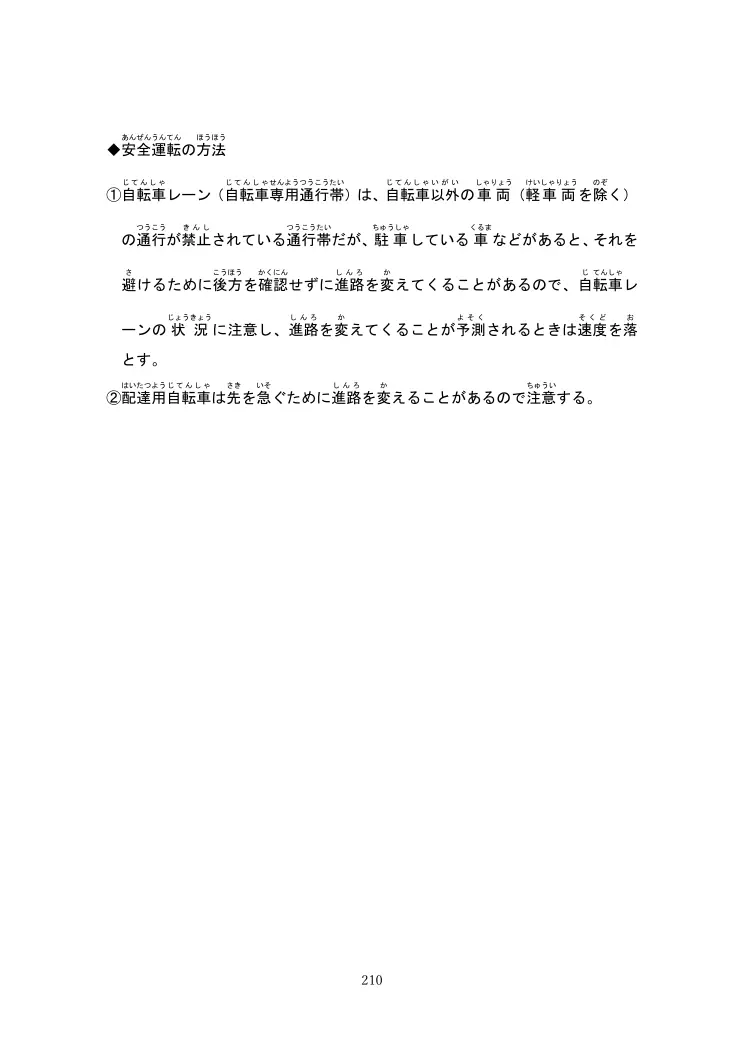 ◆安全運転の方法
①自転車レーン（自転車専用通行帯）は、自転車以外の車両（軽車両を除く）
の通行が禁止されている通行帯だが、駐車している車などがあると、それを
避けるために後方を確認せずに進路を変えてくることがあるので、自転車レ
ーンの状況に注意し、進路を変えてくることが予測されるときは速度を落
とす。
②配達用自転車は先を急ぐために進路を変えることがあるので注意する。
210